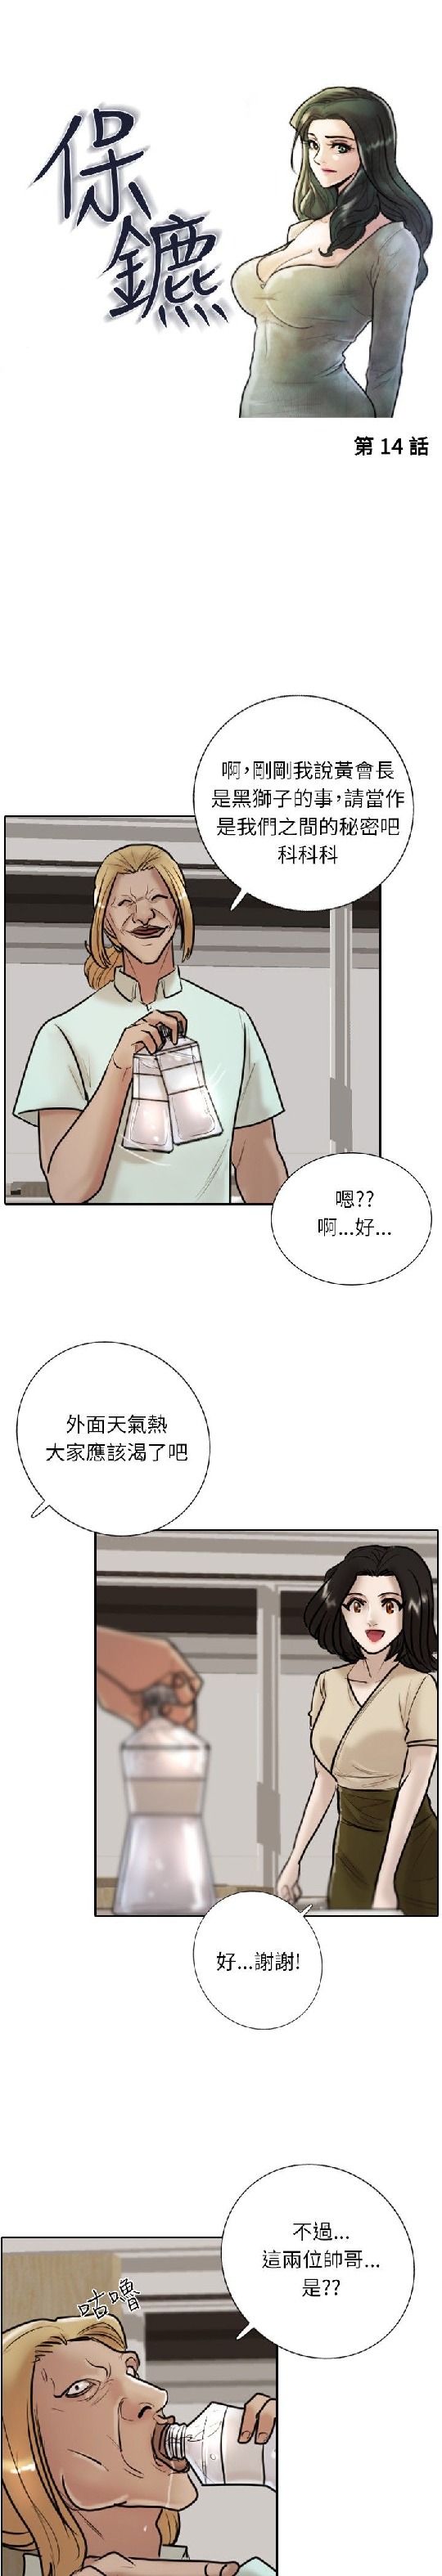 保鑣
第 14 話
啊,剛剛我說黃會長
是黑獅子的事,請當作
是我們之間的秘密吧
科科科
嗯??
啊...好...
外面天氣熱
大家應該渴了吧
好...謝謝!
不過...
這兩位帥哥...
是??
咕嚕